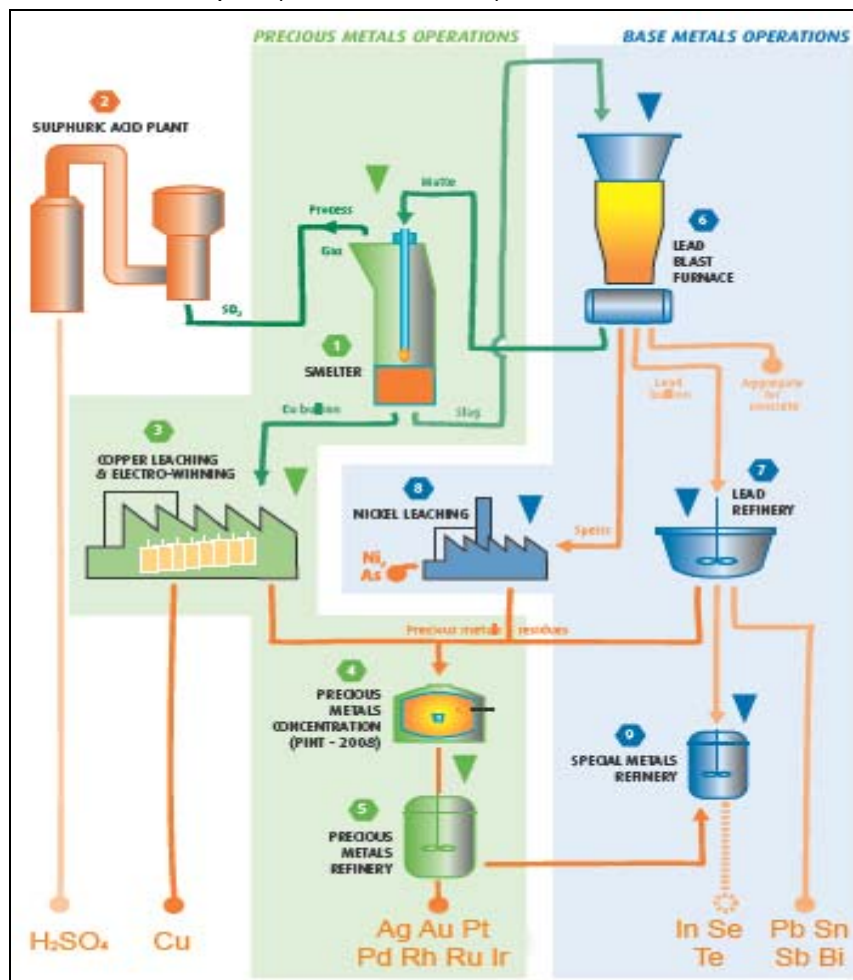 PRECIOUS METALS OPERATIONS
BASE METALS OPERATIONS
2
SULPHURIC ACID PLANT
Matte
Process
Gas
SO₂
6
LEAD
BLAST
FURNACE
1
SMELTER
Slag
Lead
Aggregate
for
concrete
3
COPPER LEACHING
& ELECTRO-WINNING
8
NICKEL LEACHING
7
LEAD
REFINERY
Speiss
Ni,
As
Precious metals residues
4
PRECIOUS
METALS
CONCENTRATION
(PINT - 2008)
9
SPECIAL METALS
REFINERY
5
PRECIOUS
METALS
REFINERY
H₂SO₄
Cu
Ag Au Pt
Pd Rh Ru Ir
In Se
Te
Pb Sn
Sb Bi